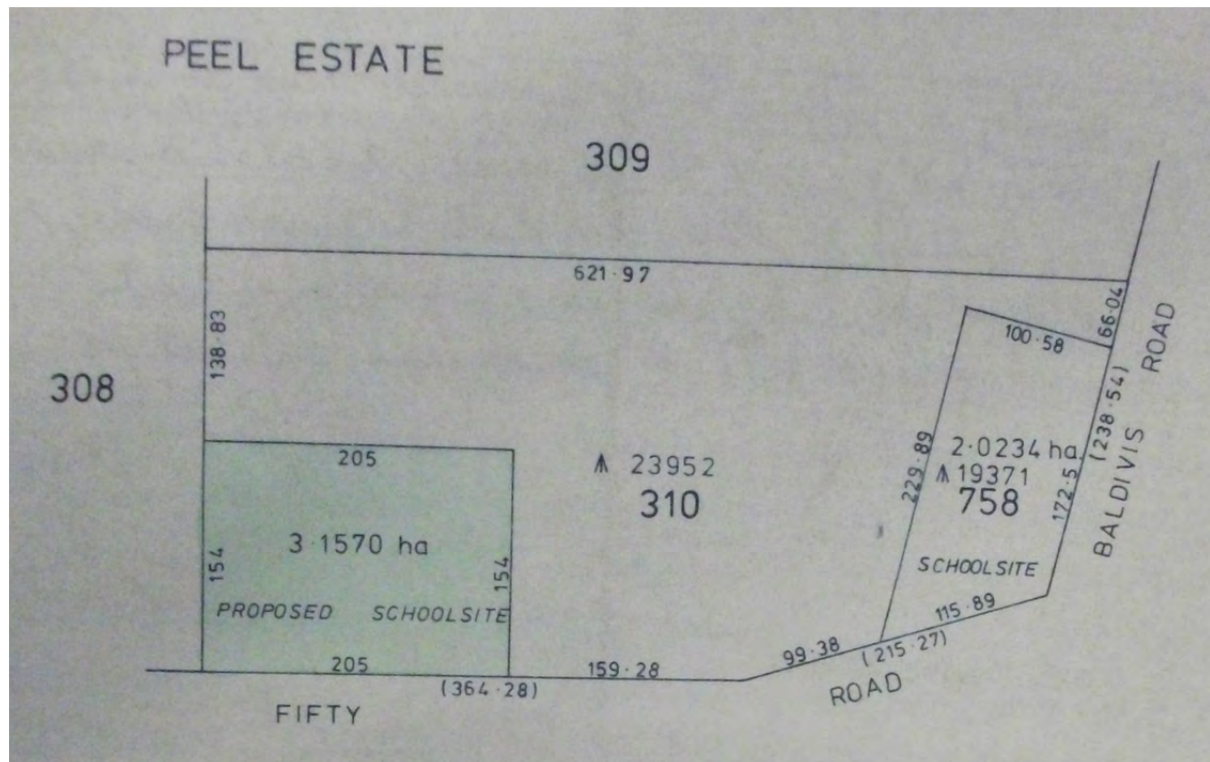 PEEL ESTATE
309
621·97
138·83
66·04
100·58
ROAD
308
205
23952
310
229·89
2·0234 ha.
19371
758
172·5
(238·54)
BALDIVIS
3·1570 ha
154
154
PROPOSED SCHOOLSITE
SCHOOLSITE
115·89
99·38
(215·27)
205
159·28
(364·28)
FIFTY
ROAD